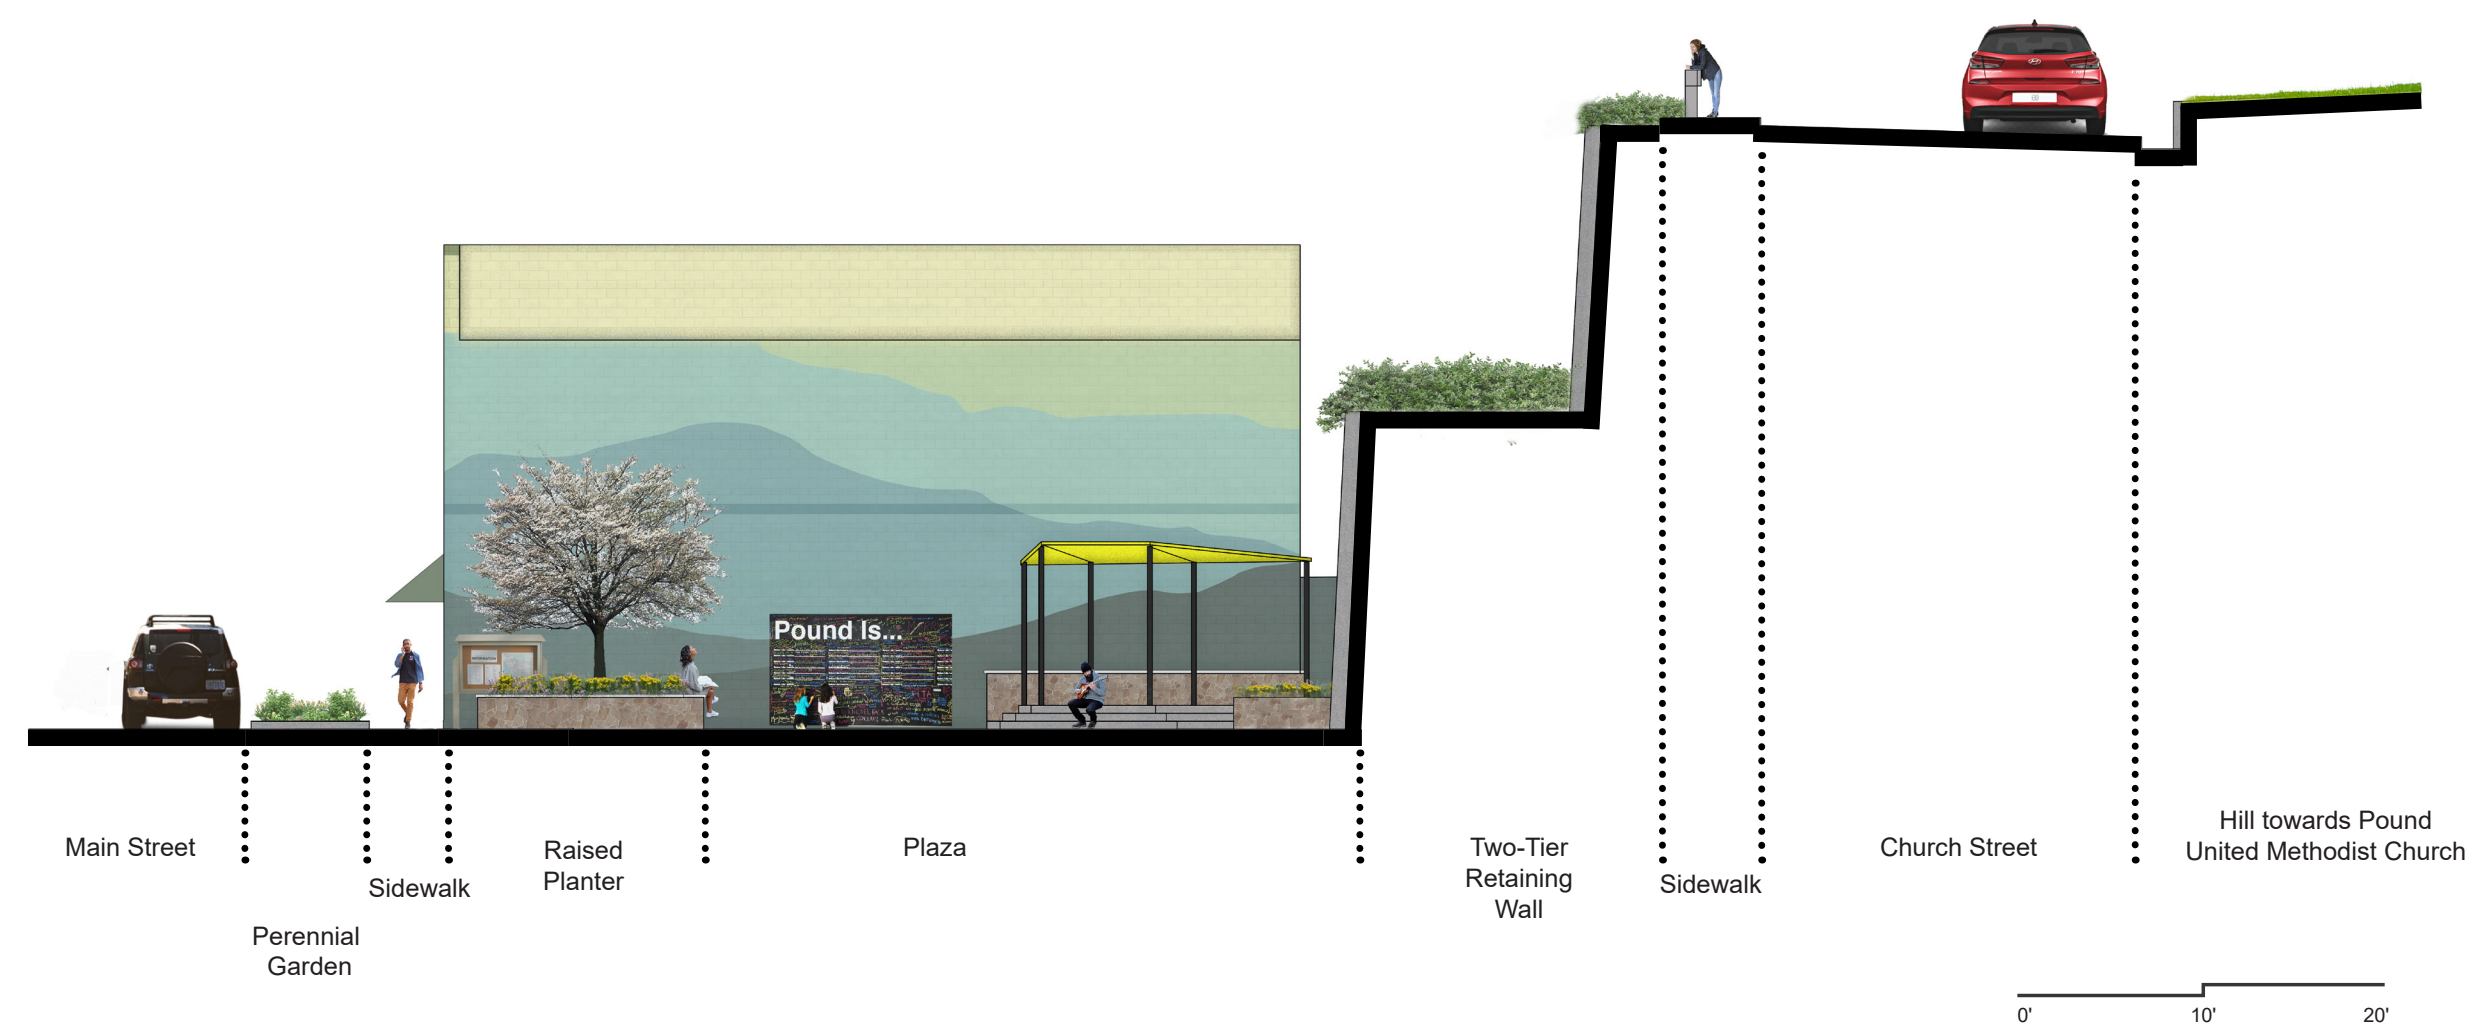 INFORMATION
Pound Is...
Main Street
Perennial
Garden
Sidewalk
Raised
Planter
Plaza
Two-Tier
Retaining
Wall
Sidewalk
Church Street
Hill towards Pound
United Methodist Church
0'
10'
20'